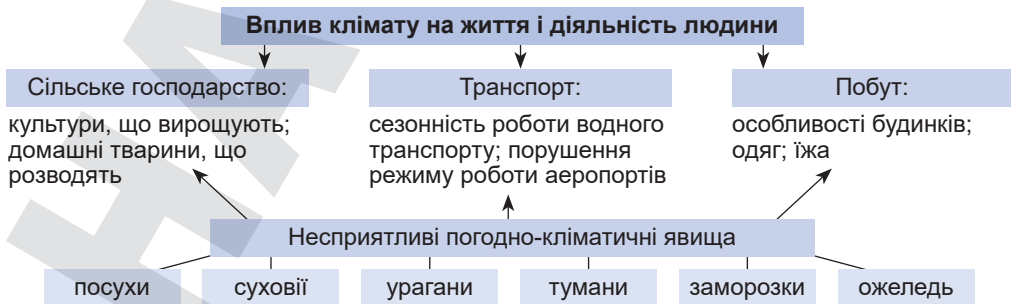 Вплив клімату на життя і діяльність людини
Сільське господарство:
культури, що вирощують;
домашні тварини, що
розводять
Транспорт:
сезонність роботи водного
транспорту; порушення
режиму роботи аеропортів
Побут:
особливості будинків;
одяг; їжа
Несприятливі погодно-кліматичні явища
посухи
суховії
урагани
тумани
заморозки
ожеледь